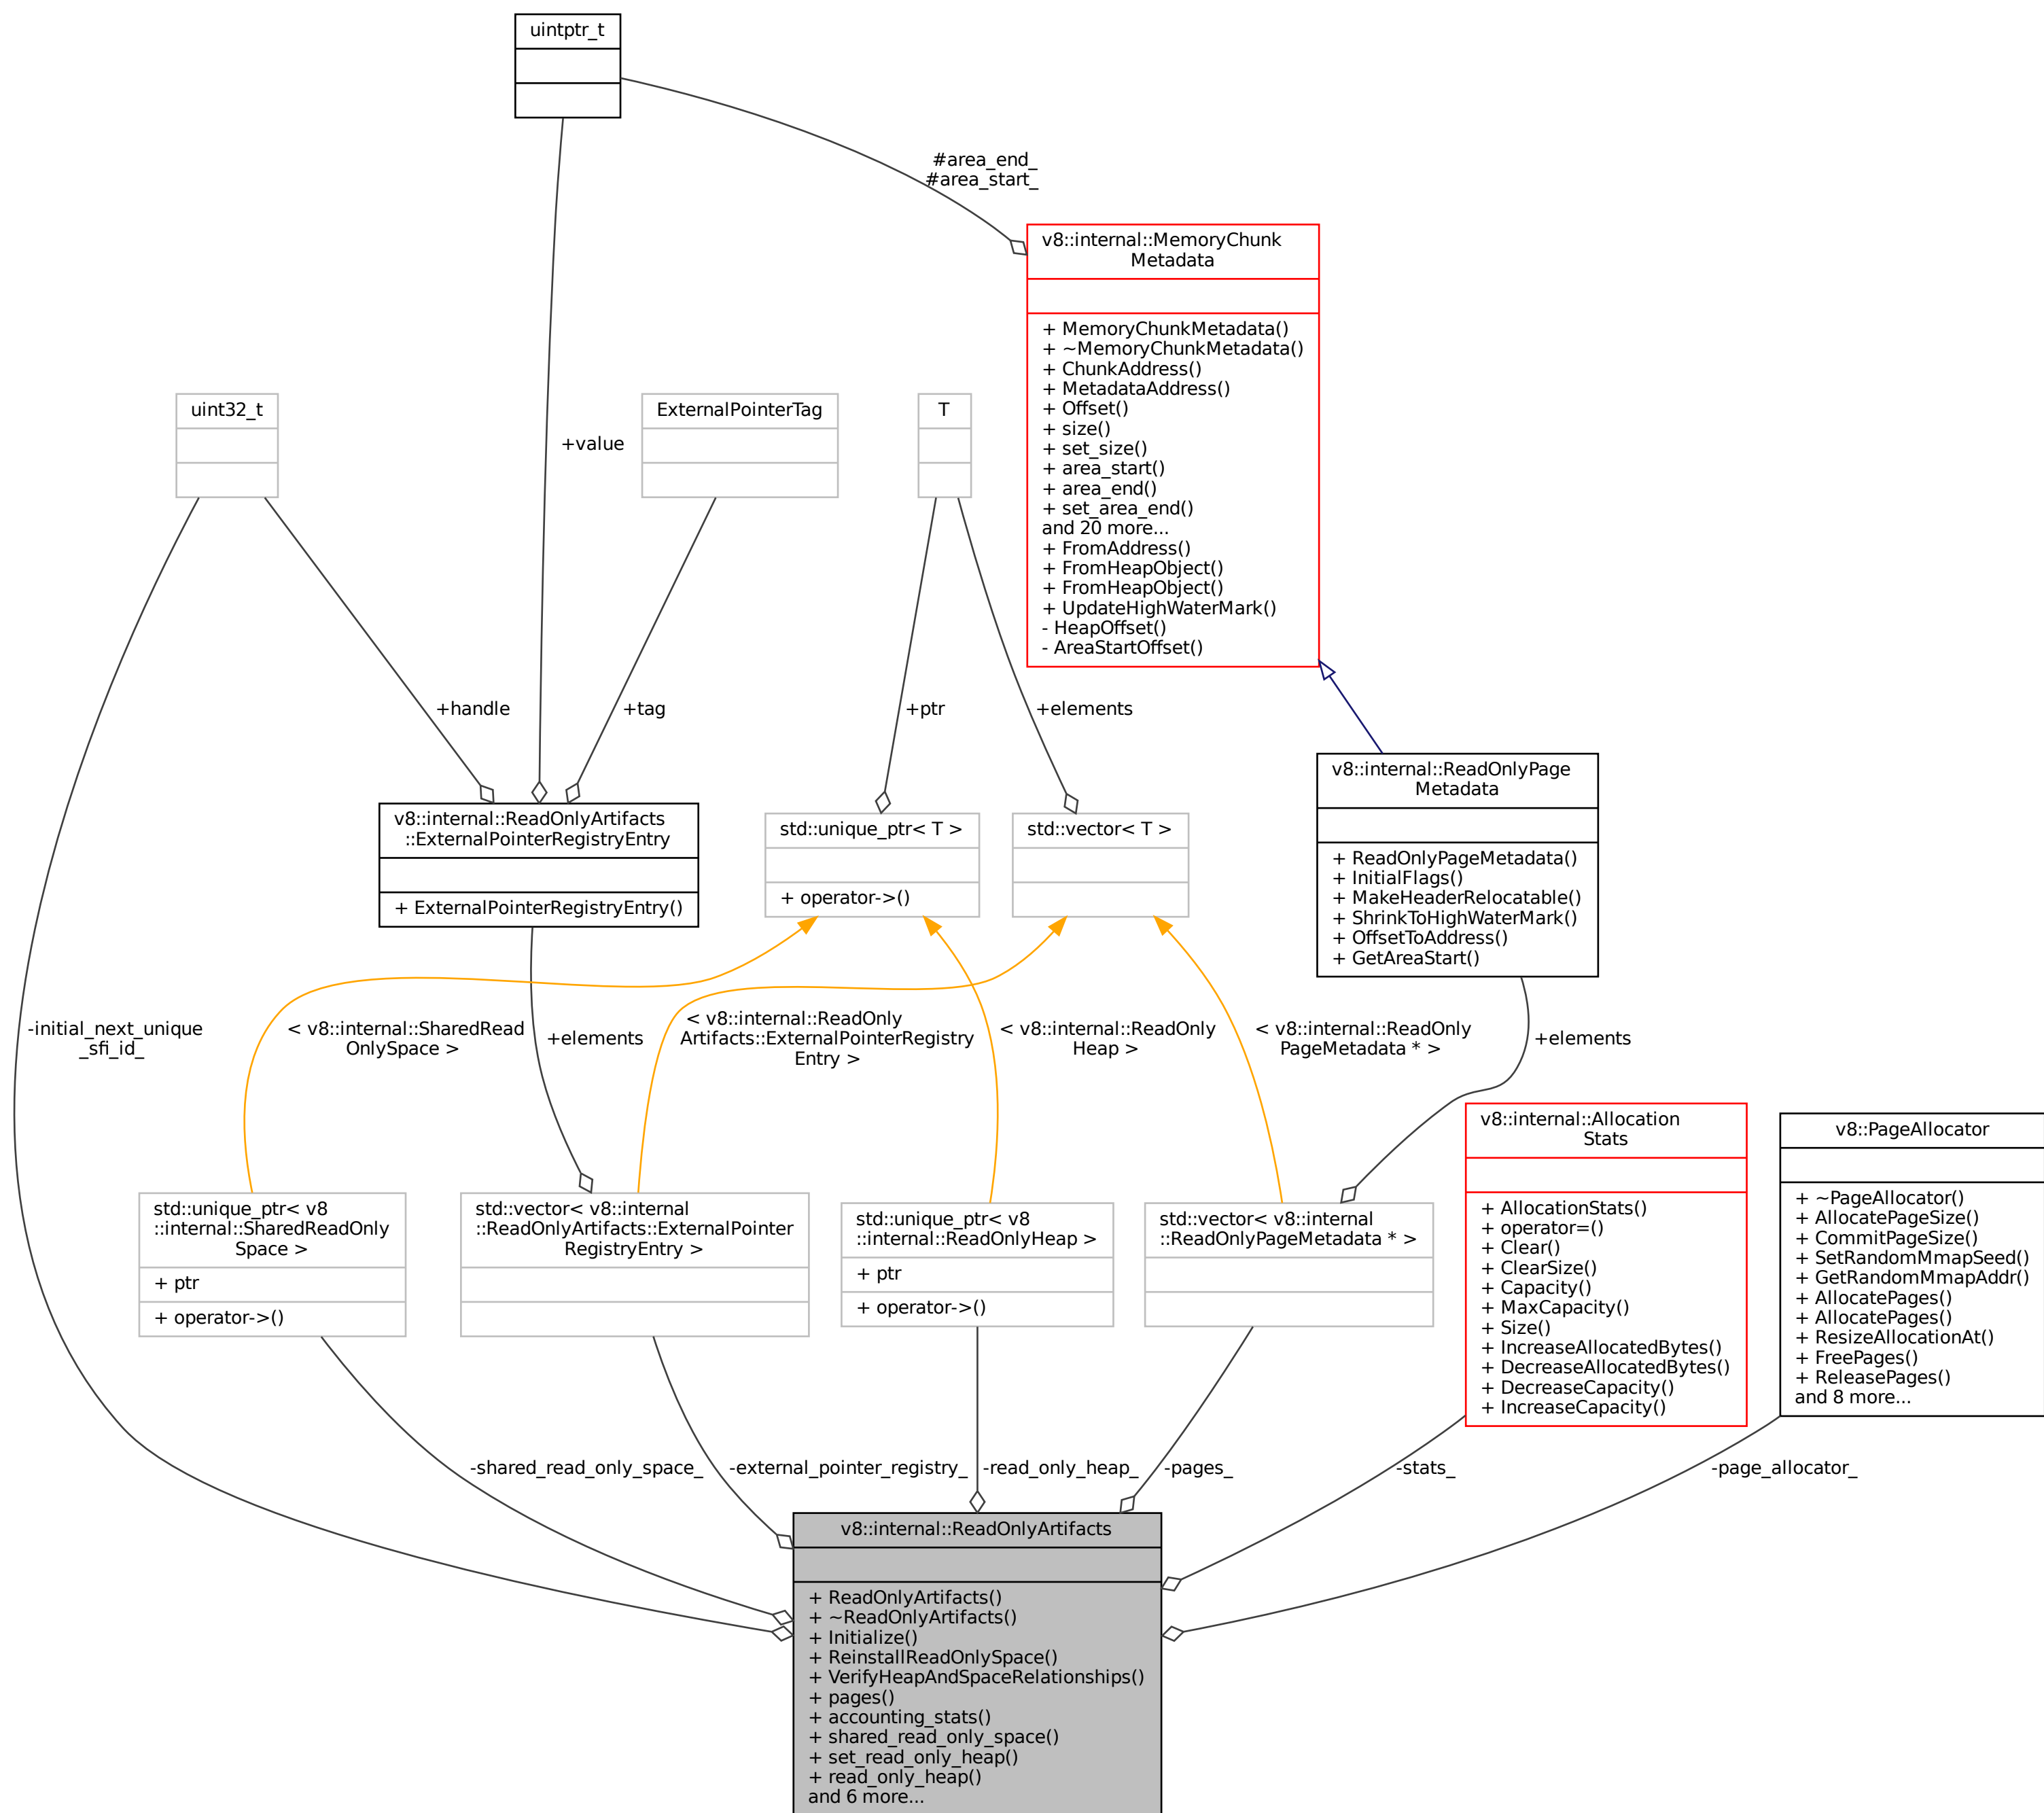 uintptr_t
#area_end_
#area_start_
v8::internal::MemoryChunk
Metadata
+ MemoryChunkMetadata()
+ ~MemoryChunkMetadata()
+ ChunkAddress()
+ MetadataAddress()
+ Offset()
+ size()
+ set_size()
+ area_start()
+ area_end()
+ set_area_end()
and 20 more...
+ FromAddress()
+ FromHeapObject()
+ FromHeapObject()
+ UpdateHighWaterMark()
- HeapOffset()
- AreaStartOffset()
uint32_t
ExternalPointerTag
T
+value
+handle
+tag
+ptr
+elements
v8::internal::ReadOnlyPage
Metadata
+ ReadOnlyPageMetadata()
+ InitialFlags()
+ MakeHeaderRelocatable()
+ ShrinkToHighWaterMark()
+ OffsetToAddress()
+ GetAreaStart()
v8::internal::ReadOnlyArtifacts
::ExternalPointerRegistryEntry
+ ExternalPointerRegistryEntry()
std::unique_ptr< T >
+ operator->()
std::vector< T >
-initial_next_unique
_sfi_id_
< v8::internal::SharedRead
OnlySpace >
+elements
< v8::internal::ReadOnly
Artifacts::ExternalPointerRegistry
Entry >
< v8::internal::ReadOnly
Heap >
< v8::internal::ReadOnly
PageMetadata * >
+elements
std::unique_ptr< v8
::internal::SharedReadOnly
Space >
+ ptr
+ operator->()
std::vector< v8::internal
::ReadOnlyArtifacts::ExternalPointer
RegistryEntry >
std::unique_ptr< v8
::internal::ReadOnlyHeap >
+ ptr
+ operator->()
std::vector< v8::internal
::ReadOnlyPageMetadata * >
v8::internal::Allocation
Stats
+ AllocationStats()
+ operator=()
+ Clear()
+ ClearSize()
+ Capacity()
+ MaxCapacity()
+ Size()
+ IncreaseAllocatedBytes()
+ DecreaseAllocatedBytes()
+ DecreaseCapacity()
+ IncreaseCapacity()
v8::PageAllocator
+ ~PageAllocator()
+ AllocatePageSize()
+ CommitPageSize()
+ SetRandomMmapSeed()
+ GetRandomMmapAddr()
+ AllocatePages()
+ AllocatePages()
+ ResizeAllocationAt()
+ FreePages()
+ ReleasePages()
and 8 more...
-shared_read_only_space_
-external_pointer_registry_
-read_only_heap_
-pages_
-stats_
-page_allocator_
v8::internal::ReadOnlyArtifacts
+ ReadOnlyArtifacts()
+ ~ReadOnlyArtifacts()
+ Initialize()
+ ReinstallReadOnlySpace()
+ VerifyHeapAndSpaceRelationships()
+ pages()
+ accounting_stats()
+ shared_read_only_space()
+ set_read_only_heap()
+ read_only_heap()
and 6 more...